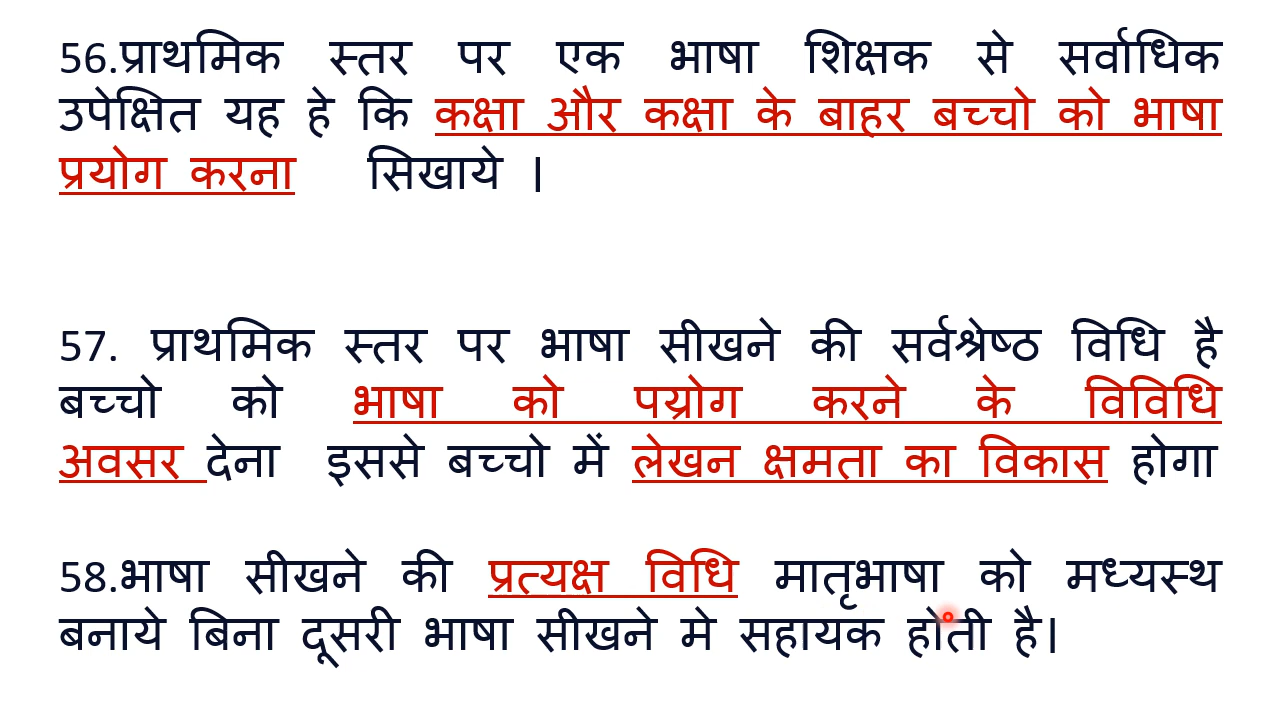 56.प्राथमिक स्तर पर एक भाषा शिक्षक से सर्वाधिक
उपेक्षित यह हे कि कक्षा और कक्षा के बाहर बच्चो को भाषा
प्रयोग करना सिखाये ।
57. प्राथमिक स्तर पर भाषा सीखने की सर्वश्रेष्ठ विधि है
बच्चो को भाषा को पय्रोग करने के विविधि
अवसर देना इससे बच्चो में लेखन क्षमता का विकास होगा
58.भाषा सीखने की प्रत्यक्ष विधि मातृभाषा को मध्यस्थ
बनाये बिना दूसरी भाषा सीखने मे सहायक होती है।